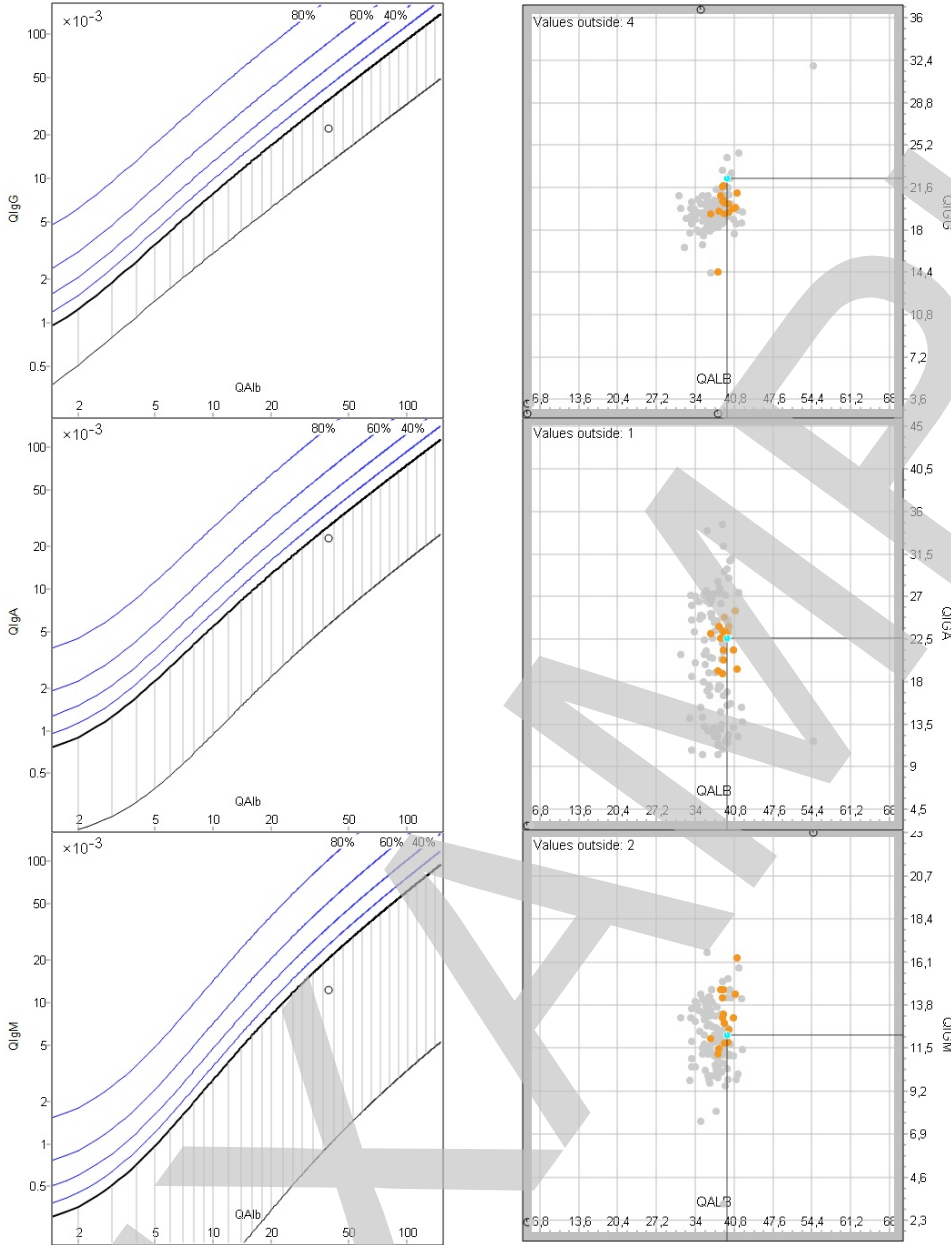 ×10⁻³
80% 60% 40%
100
50
20
10
5
2
1
0.5
QIgG
QAlb
2 5 10 20 50 100
×10⁻³
80% 60% 40%
100
50
20
10
5
2
1
0.5
QIgA
QAlb
2 5 10 20 50 100
×10⁻³
80% 60% 40%
100
50
20
10
5
2
1
0.5
QIgM
QAlb
2 5 10 20 50 100
Values outside: 4
36
32,4
28,8
25,2
21,6
18
14,4
10,8
7,2
3,6
QIGG
QALB
6,8 13,6 20,4 27,2 34 40,8 47,6 54,4 61,2 68
Values outside: 1
45
40,5
36
31,5
27
22,5
18
13,5
9
4,5
QIGA
QALB
6,8 13,6 20,4 27,2 34 40,8 47,6 54,4 61,2 68
Values outside: 2
23
20,7
18,4
16,1
13,8
11,5
9,2
6,9
4,6
2,3
QIGM
QALB
6,8 13,6 20,4 27,2 34 40,8 47,6 54,4 61,2 68